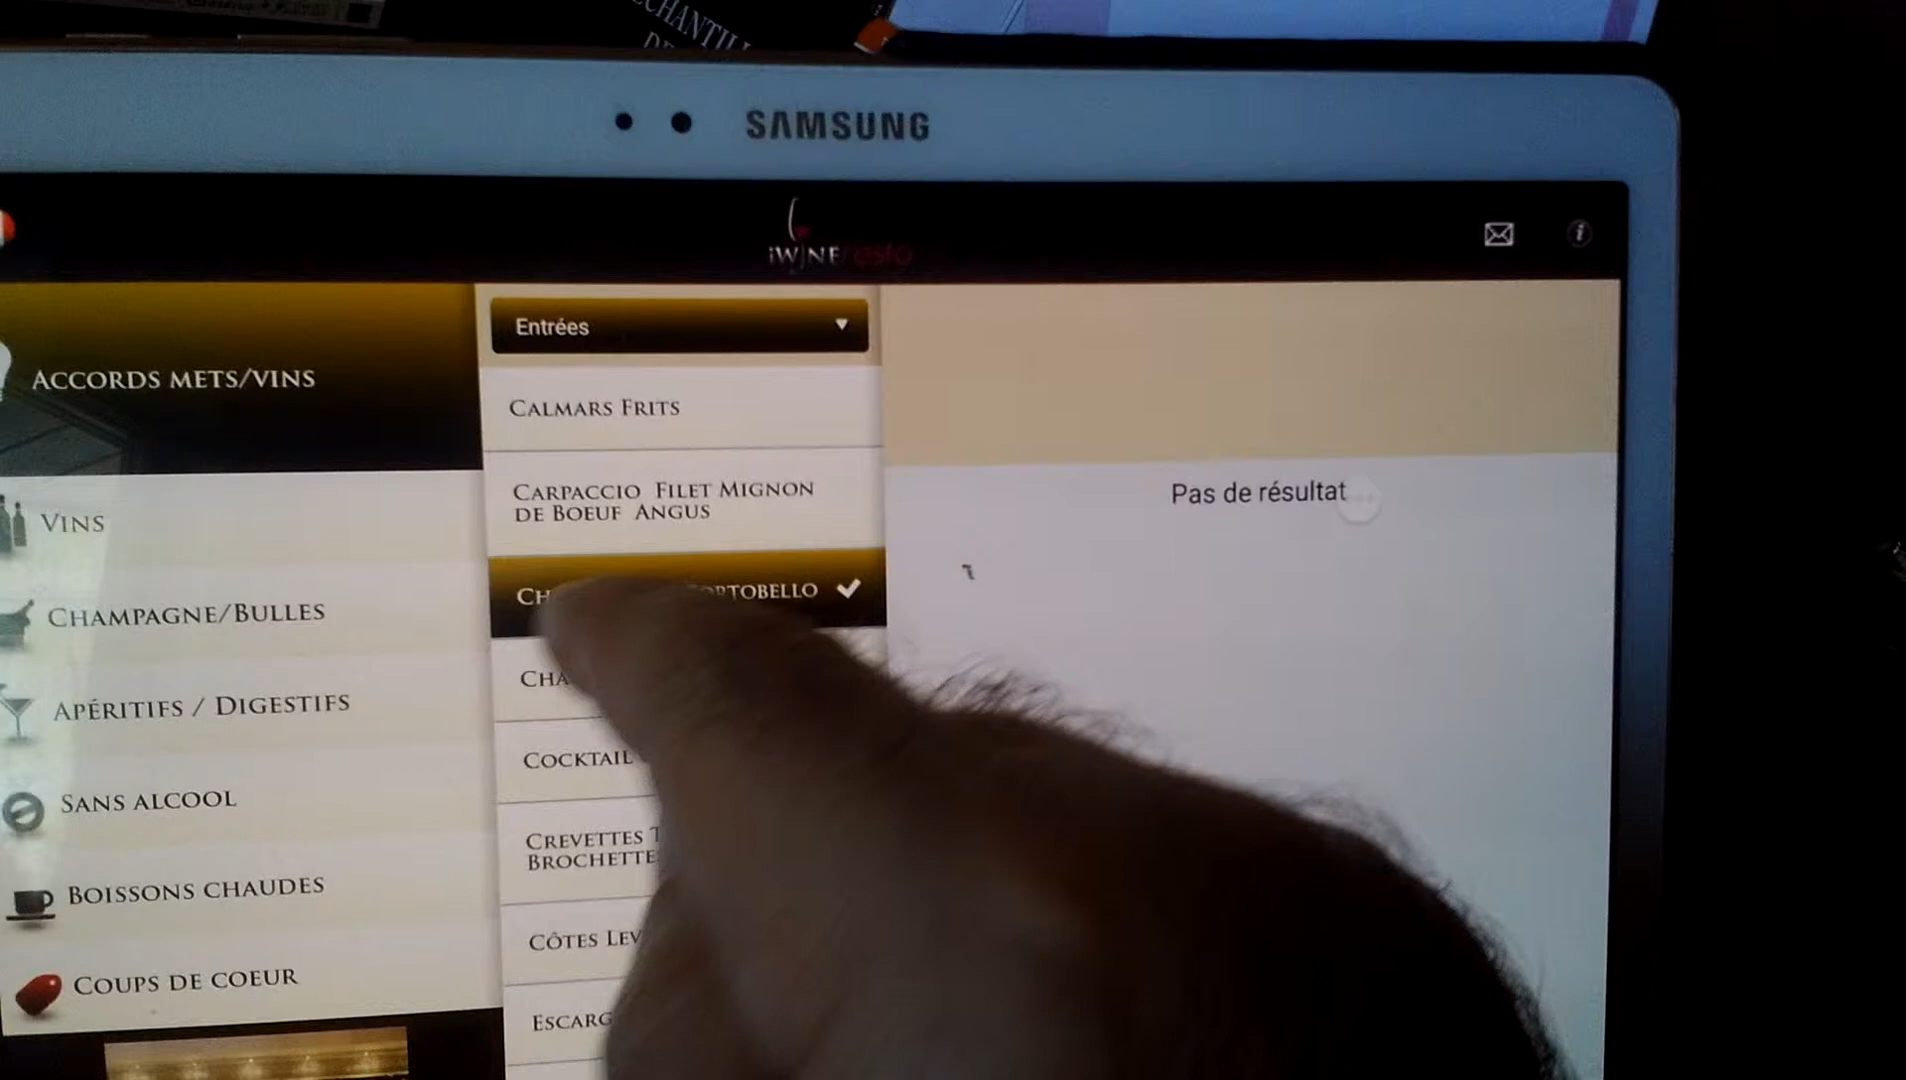 SAMSUNG
iWINEresto
Entrées
ACCORDS METS/VINS
CALMARS FRITS
CARPACCIO FILET MIGNON
DE BOEUF ANGUS
Pas de résultat
VINS
CHAMPAGNE/BULLES
APÉRITIFS / DIGESTIFS
COCKTAIL
SANS ALCOOL
CREVETTES
BROCHETTE
BOISSONS CHAUDES
CÔTES
COUPS DE COEUR